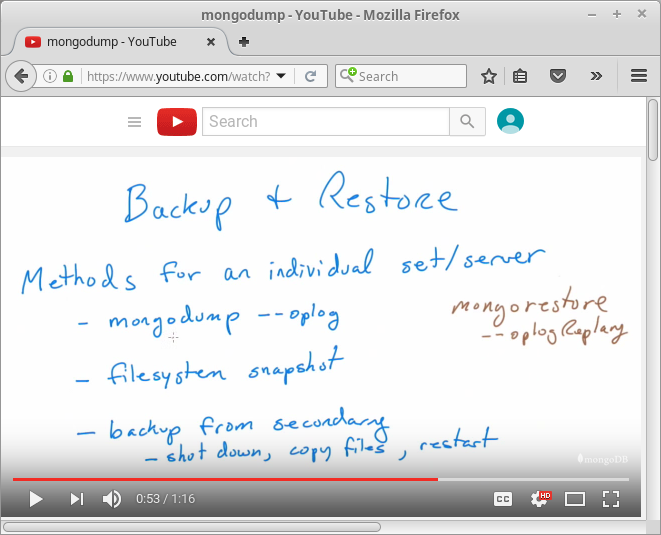 mongodump - YouTube - Mozilla Firefox
mongodump - YouTube
https://www.youtube.com/watch?
Search
Search
Backup & Restore
Methods for an individual set/server
- mongodump --oplog
mongorestore
--oplogReplay
- filesystem snapshot
- backup from secondary
- shut down, copy files, restart
mongoDB
0:53 / 1:16
CC
HD